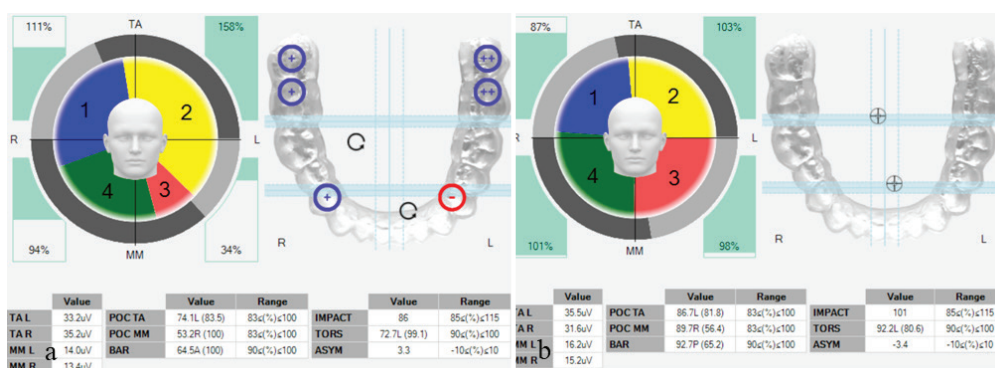 111% TA 158%
+ ++
+ ++
1 2
R L
4 3
+ -
94% MM 34%
R L
Value Value Range Value Range
TA L 33.2uV POC TA 74.1L (83.5) 83≤(%)≤100 IMPACT 86 85≤(%)≤115
TA R 35.2uV POC MM 53.2R (100) 83≤(%)≤100 TORS 72.7L (99.1) 90≤(%)≤100
MM L 14.0uV BAR 64.5A (100) 90≤(%)≤100 ASYM 3.3 -10≤(%)≤10
MM R 13.4uV
a
87% TA 103%
1 2
R L
4 3
101% MM 98%
R L
Value Value Range Value Range
A L 35.5uV POC TA 86.7L (81.8) 83≤(%)≤100 IMPACT 101 85≤(%)≤115
A R 31.6uV POC MM 89.7R (56.4) 83≤(%)≤100 TORS 92.2L (80.6) 90≤(%)≤100
MM L 16.2uV BAR 92.7P (65.2) 90≤(%)≤100 ASYM -3.4 -10≤(%)≤10
MM R 15.2uV
b